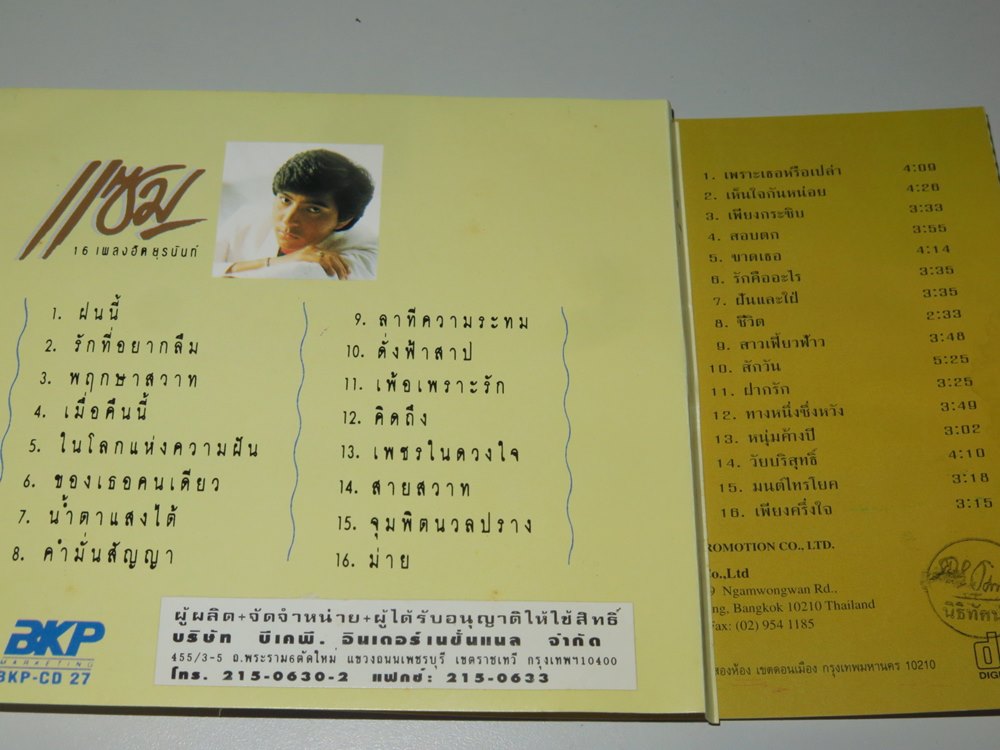 แซม
16 เพลงฮิต ยุรนันท์
1. ฝนนี้
2. รักที่อยากลืม
3. พฤกษาสวาท
4. เมื่อคืนนี้
5. ในโลกแห่งความฝัน
6. ของเธอคนเดียว
7. น้ำตาแสงไต้
8. คำมั่นสัญญา
9. ลาทีความระทม
10. ดั่งฟ้าสาป
11. เพ้อเพราะรัก
12. คิดถึง
13. เพชรในดวงใจ
14. สายสวาท
15. จุมพิตนวลปราง
16. ม่าย
BKP
MARKETING
BKP-CD 27
ผู้ผลิต+จัดจำหน่าย+ผู้ได้รับอนุญาติให้ใช้สิทธิ์
บริษัท บีเคพี. อินเตอร์เนชั่นแนล จำกัด
455/3-5 ถ.พระราม6ตัดใหม่ แขวงถนนเพชรบุรี เขตราชเทวี กรุงเทพฯ10400
โทร. 215-0630-2 แฟกซ์: 215-0633
1. เพราะเธอหรือเปล่า 4:09
2. เห็นใจกันหน่อย 4:26
3. เพียงกระซิบ 3:33
4. สอบตก 3:55
5. ขาดเธอ 4:14
6. รักคืออะไร 3:35
7. ฝันและใฝ่ 3:35
8. ชีวิต 2:33
9. สาวเฟี้ยวฟ้าว 3:48
10. สักวัน 5:25
11. ฝากรัก 3:25
12. ทางหนึ่งซึ่งหวัง 3:49
13. หนุ่มค้างปี 3:02
14. วัยบริสุทธิ์ 4:10
15. มนต์ไทรโยค 3:18
16. เพียงครึ่งใจ 3:15
ROMOTION CO., LTD.
Co.,Ltd
9 Ngamwongwan Rd..
ng, Bangkok 10210 Thailand
Fax: (02) 954 1185
สองห้อง เขตดอนเมือง กรุงเทพมหานคร 10210
นิธิทัศน์
DIGI